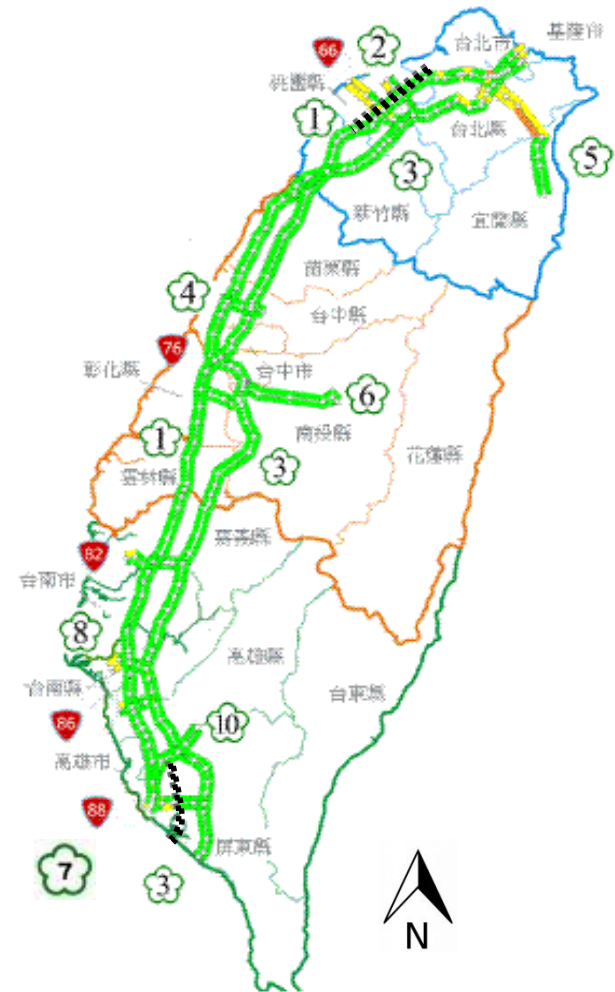 基隆市
台北市
2
66
桃園縣
1
台北縣
5
3
新竹縣
宜蘭縣
苗栗縣
4
台中縣
76
台中市
彰化縣
6
南投縣
1
花蓮縣
3
雲林縣
嘉義縣
82
台南市
8
高雄縣
台南縣
台東縣
86
10
高雄市
88
屏東縣
7
3
N